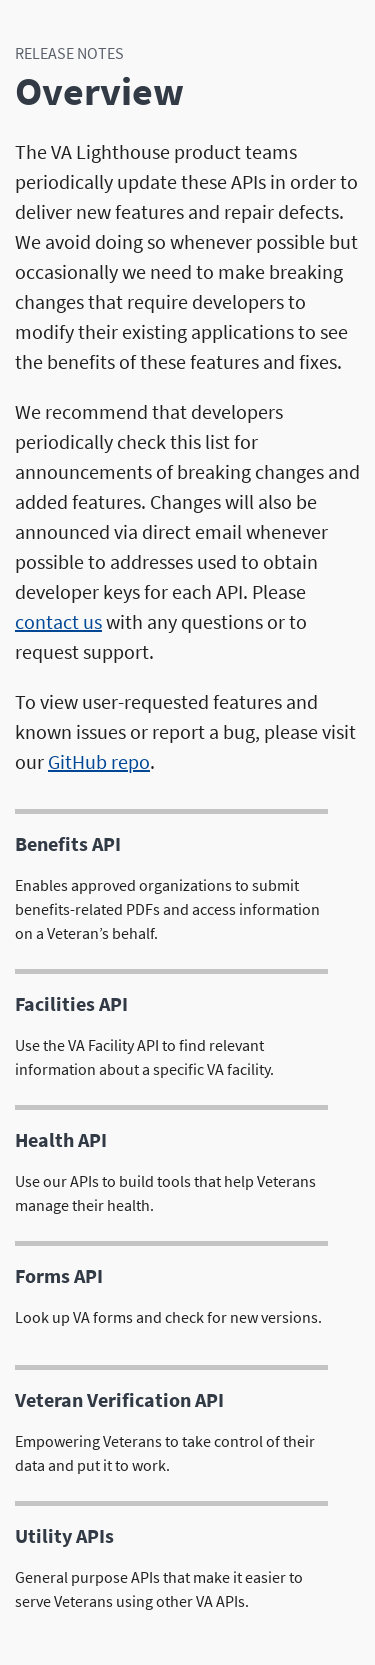 RELEASE NOTES
Overview
The VA Lighthouse product teams
periodically update these APIs in order to
deliver new features and repair defects.
We avoid doing so whenever possible but
occasionally we need to make breaking
changes that require developers to
modify their existing applications to see
the benefits of these features and fixes.
We recommend that developers
periodically check this list for
announcements of breaking changes and
added features. Changes will also be
announced via direct email whenever
possible to addresses used to obtain
developer keys for each API. Please
contact us with any questions or to
request support.
To view user-requested features and
known issues or report a bug, please visit
our GitHub repo.
Benefits API
Enables approved organizations to submit
benefits-related PDFs and access information
on a Veteran’s behalf.
Facilities API
Use the VA Facility API to find relevant
information about a specific VA facility.
Health API
Use our APIs to build tools that help Veterans
manage their health.
Forms API
Look up VA forms and check for new versions.
Veteran Verification API
Empowering Veterans to take control of their
data and put it to work.
Utility APIs
General purpose APIs that make it easier to
serve Veterans using other VA APIs.